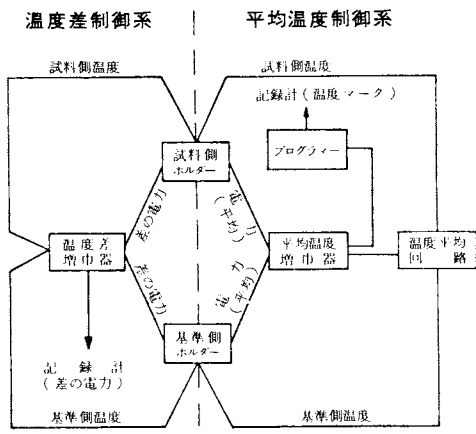 温度差制御系
平均温度制御系
試料側温度
試料側温度
記録計(温度マーク)
試料側
ホルダー
プログラマー
差の電力
電力
(平均)
温度差
増巾器
平均温度
増巾器
温度平均
回路
差の電力
電力
(平均)
基準側
ホルダー
記録計
(差の電力)
基準側温度
基準側温度